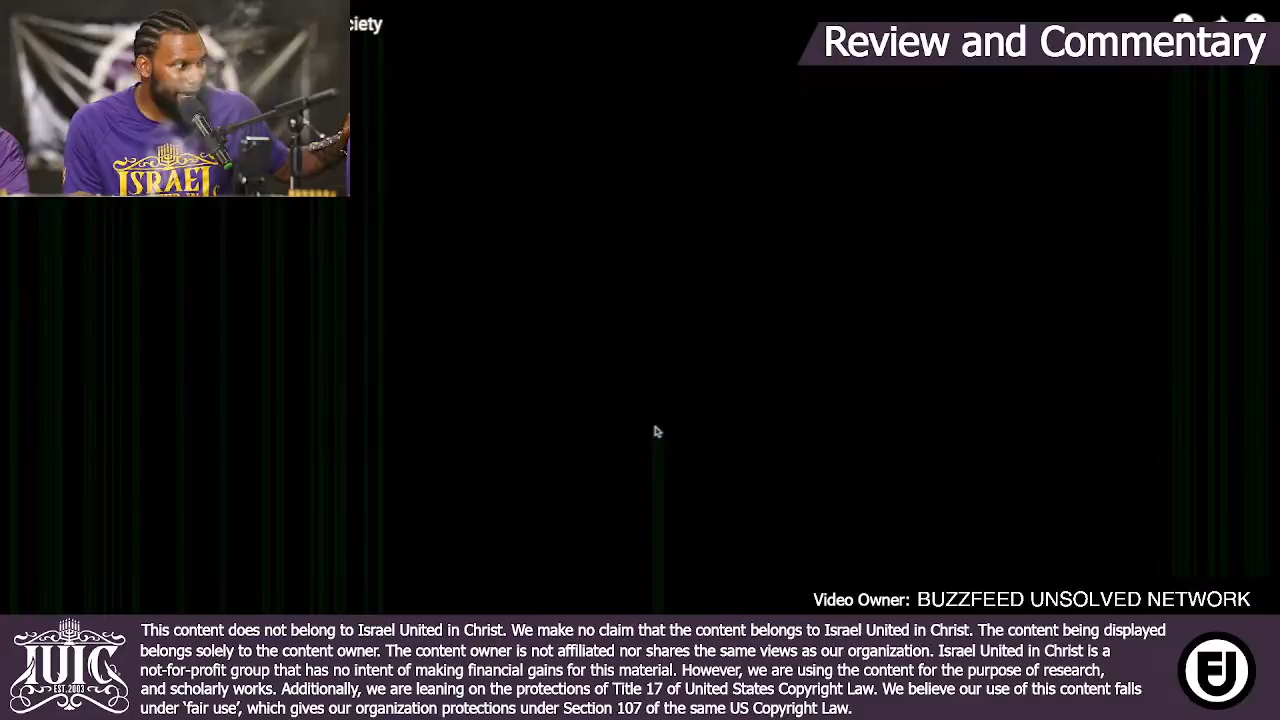 ciety
Review and Commentary
ISRAEL
Video Owner: BUZZFEED UNSOLVED NETWORK
This content does not belong to Israel United in Christ. We make no claim that the content belongs to Israel United in Christ. The content being displayed
belongs solely to the content owner. The content owner is not affiliated nor shares the same views as our organization. Israel United in Christ is a
not-for-profit group that has no intent of making financial gains for this material. However, we are using the content for the purpose of research,
and scholarly works. Additionally, we are leaning on the protections of Title 17 of United States Copyright Law. We believe our use of this content falls
under ‘fair use’, which gives our organization protections under Section 107 of the same US Copyright Law.
IUIC
EST. 2003